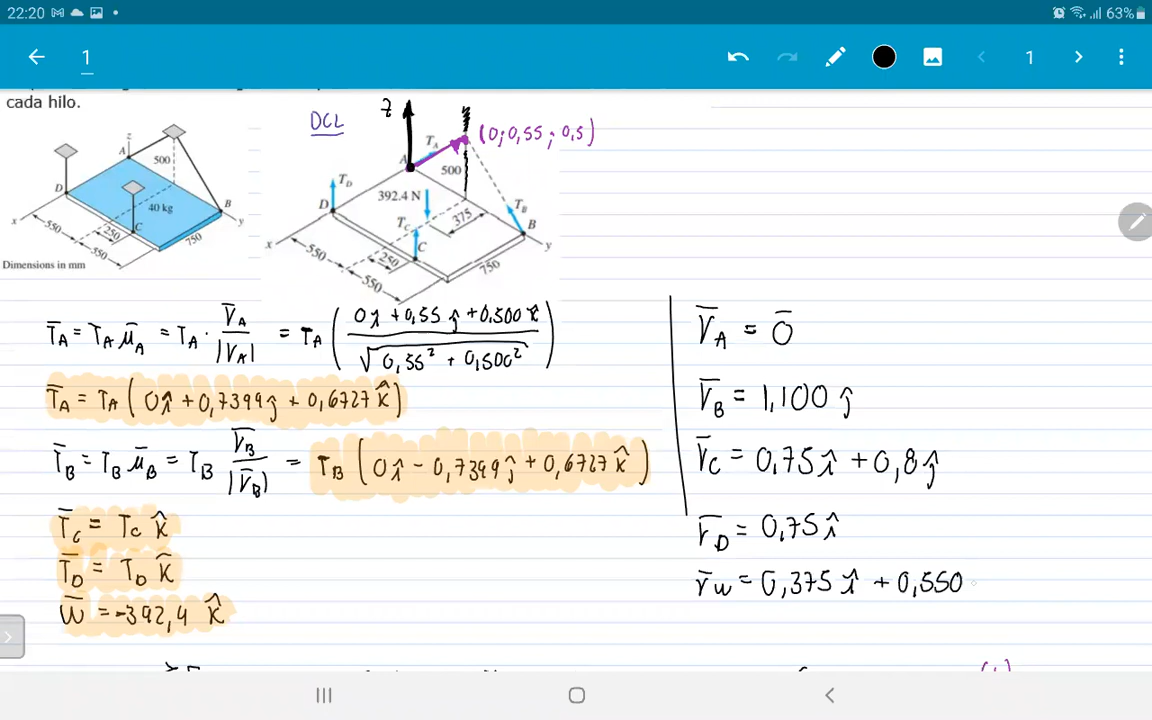 22:20
63%
1
1
cada hilo.
DCL
z
A
500
D
B
x
40 kg
y
C
550
250
550
750
Dimensions in mm
z
(0; 0,55; 0,5)
T_A
A
500
T_D
392.4 N
D
T_B
T_C
375
B
x
C
y
550
250
550
750
T̄_A = T_A μ̄_A = T_A · V̄_A / |V̄_A| = T_A ( (0î + 0,55 ĵ + 0,500 k̂) / √(0,55² + 0,500²) )
T̄_A = T_A ( 0î + 0,7399 ĵ + 0,6727 k̂ )
T̄_B = T_B μ̄_B = T_B V̄_B / |V̄_B| = T_B ( 0î - 0,7399 ĵ + 0,6727 k̂ )
T̄_C = T_C k̂
T̄_D = T_D k̂
W̄ = -392,4 k̂
r̄_A = 0̄
r̄_B = 1,100 ĵ
r̄_C = 0,75 î + 0,8 ĵ
r̄_D = 0,75 î
r̄_W = 0,375 î + 0,550